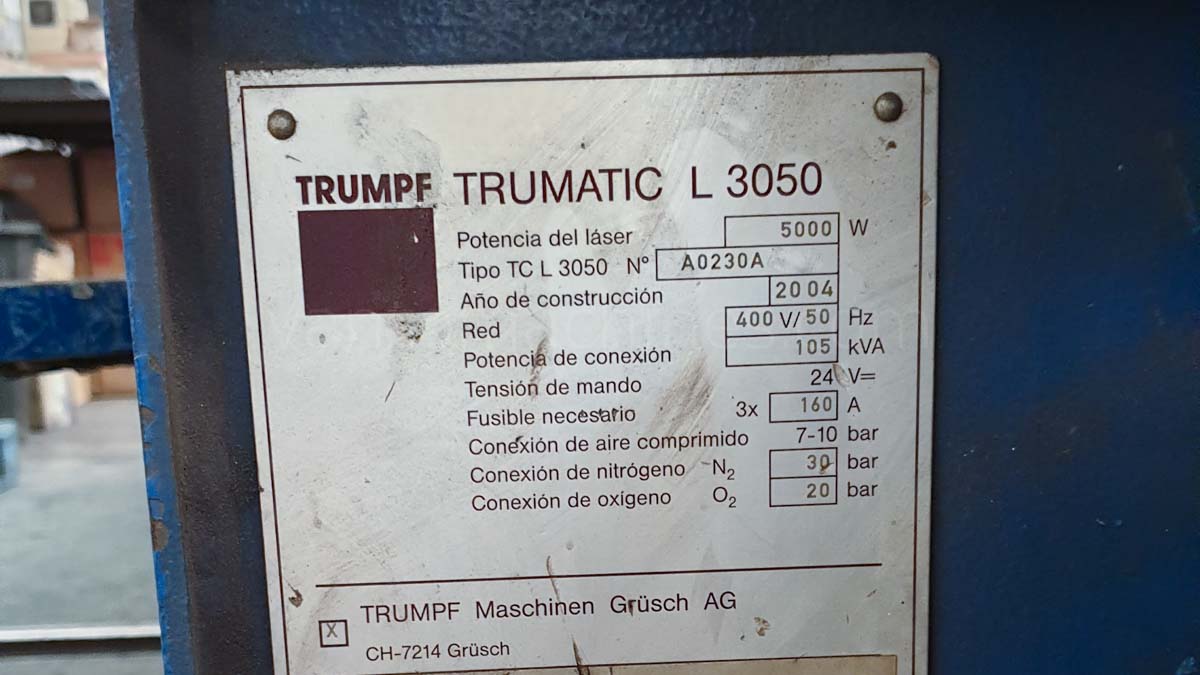 TRUMPF TRUMATIC L 3050
Potencia del láser 5000 W
Tipo TC L 3050 N° A0230A
Año de construcción 2004
Red 400 V/ 50 Hz
Potencia de conexión 105 kVA
Tensión de mando 24 V=
Fusible necesario 3x 160 A
Conexión de aire comprimido 7-10 bar
Conexión de nitrógeno N₂ 30 bar
Conexión de oxígeno O₂ 20 bar
X TRUMPF Maschinen Grüsch AG
CH-7214 Grüsch